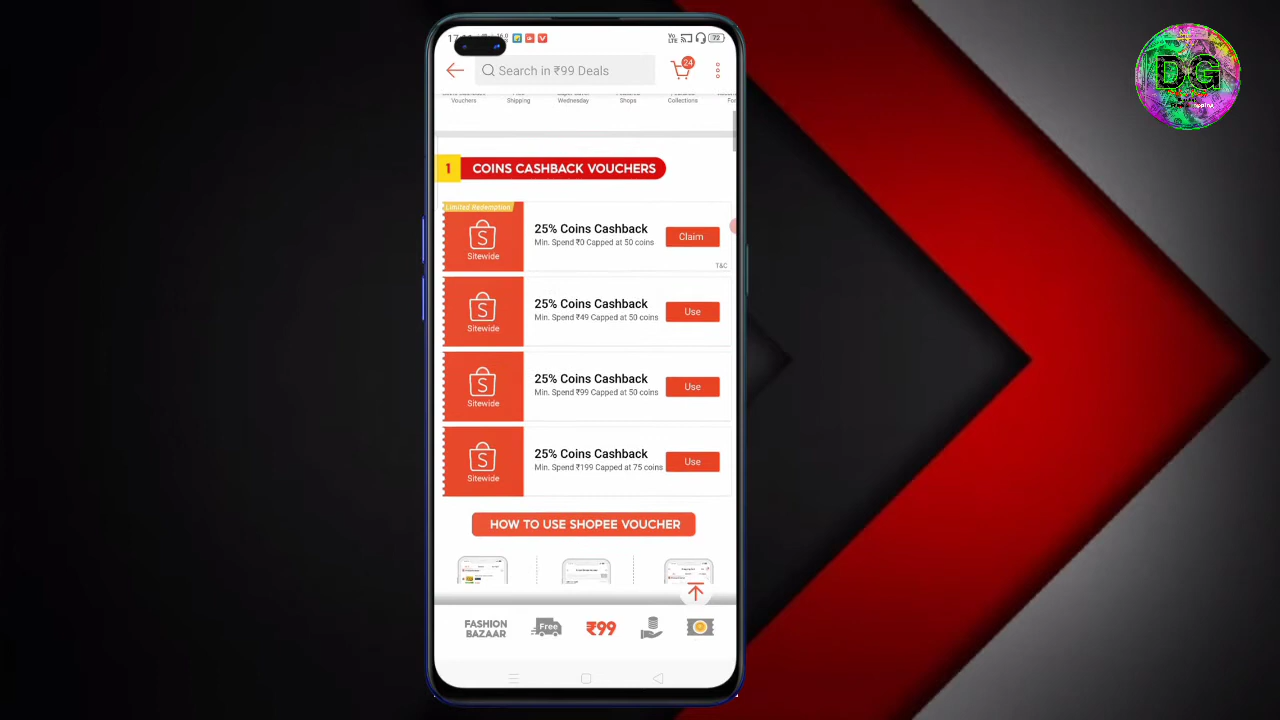 Search in ₹99 Deals
24
72
Vouchers
Shipping
Wednesday
Shops
Collections
1
COINS CASHBACK VOUCHERS
Limited Redemption
25% Coins Cashback
Min. Spend ₹0 Capped at 50 coins
Claim
Sitewide
T&C
25% Coins Cashback
Min. Spend ₹49 Capped at 50 coins
Use
Sitewide
25% Coins Cashback
Min. Spend ₹99 Capped at 50 coins
Use
Sitewide
25% Coins Cashback
Min. Spend ₹199 Capped at 75 coins
Use
Sitewide
HOW TO USE SHOPEE VOUCHER
FASHION
BAZAAR
Free
₹99
DG